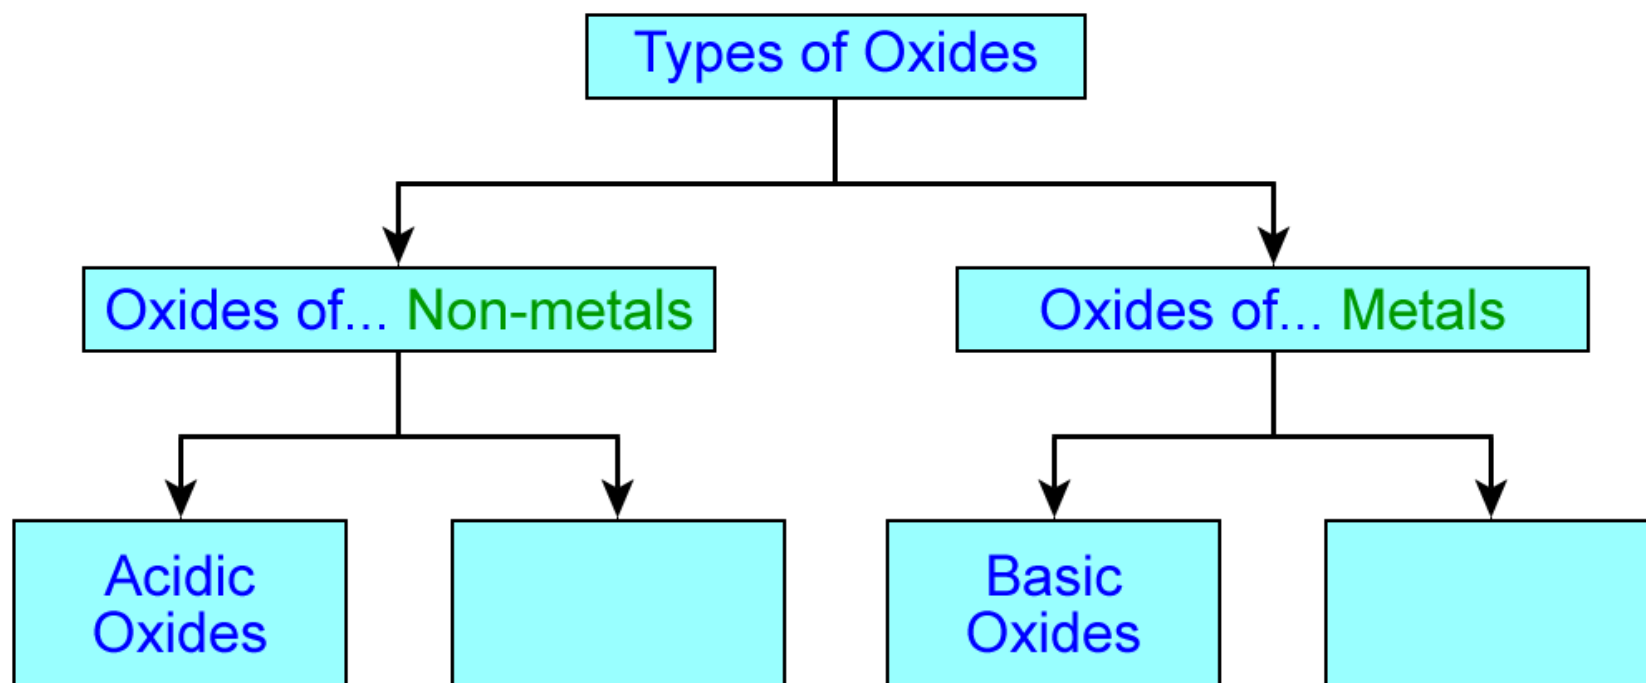 Types of Oxides
Oxides of... Non-metals
Oxides of... Metals
Acidic
Oxides
Basic
Oxides